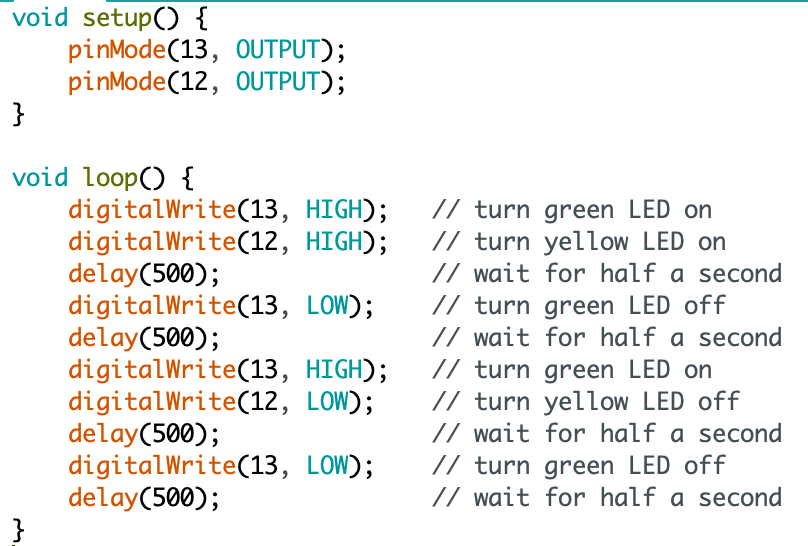 void setup() {
    pinMode(13, OUTPUT);
    pinMode(12, OUTPUT);
}

void loop() {
    digitalWrite(13, HIGH);   // turn green LED on
    digitalWrite(12, HIGH);   // turn yellow LED on
    delay(500);               // wait for half a second
    digitalWrite(13, LOW);    // turn green LED off
    delay(500);               // wait for half a second
    digitalWrite(13, HIGH);   // turn green LED on
    digitalWrite(12, LOW);    // turn yellow LED off
    delay(500);               // wait for half a second
    digitalWrite(13, LOW);    // turn green LED off
    delay(500);               // wait for half a second
}